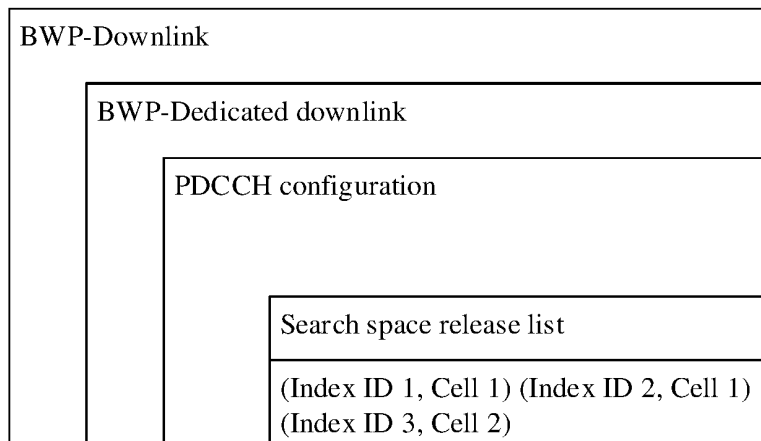 BWP-Downlink
BWP-Dedicated downlink
PDCCH configuration
Search space release list
(Index ID 1, Cell 1) (Index ID 2, Cell 1)
(Index ID 3, Cell 2)